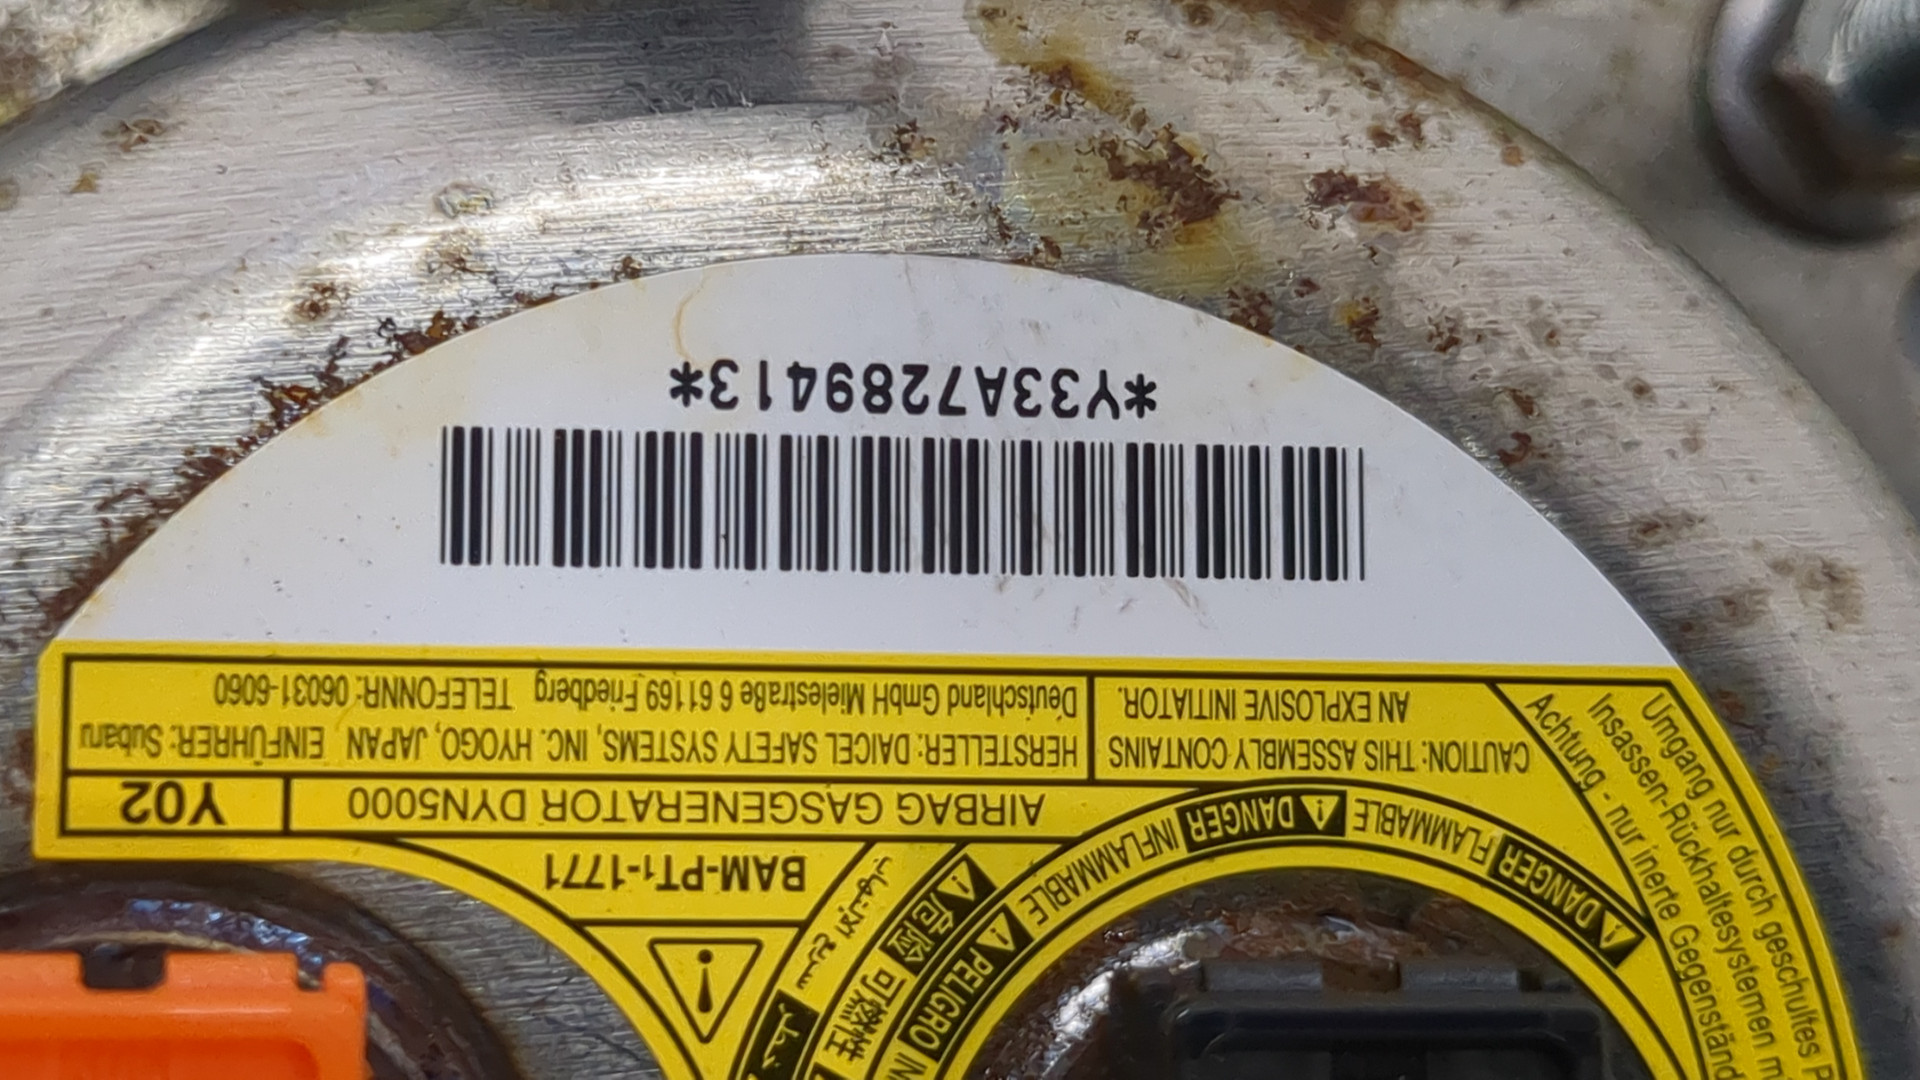 *Y33A7289413*
Umgang nur durch geschultes
Insassen-Rückhaltesystemen
Achtung - nur inerte
CAUTION: THIS ASSEMBLY CONTAINS
AN EXPLOSIVE INITIATOR.
HERSTELLER: DAICEL SAFETY SYSTEMS, INC. HYOGO, JAPAN EINFÜHRER: Subaru
Deutschland GmbH Mielestraße 6 61169 Friedberg TELEFONNR: 06031-6060
AIRBAG GASGENERATOR DYN5000
Y02
BAM-PT1-1771
DANGER FLAMMABLE
DANGER INFLAMMABLE
PELIGRO
危险 可燃性